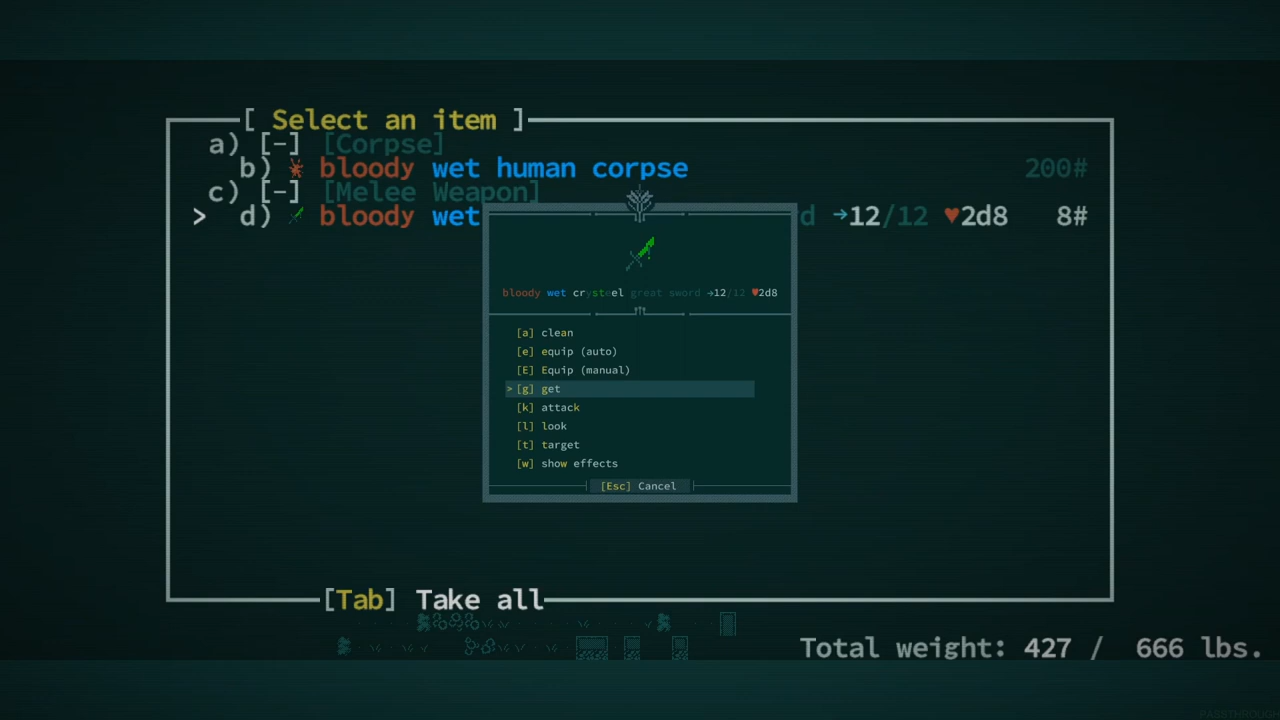 [ Select an item ]
a) [-] [Corpse]
b) bloody wet human corpse 200#
c) [-] [Melee Weapon]
> d) bloody wet d →12/12 ♥2d8 8#
bloody wet crysteel great sword →12/12 ♥2d8
[a] clean
[e] equip (auto)
[E] Equip (manual)
> [g] get
[k] attack
[l] look
[t] target
[w] show effects
[Esc] Cancel
[Tab] Take all
Total weight: 427 / 666 lbs.